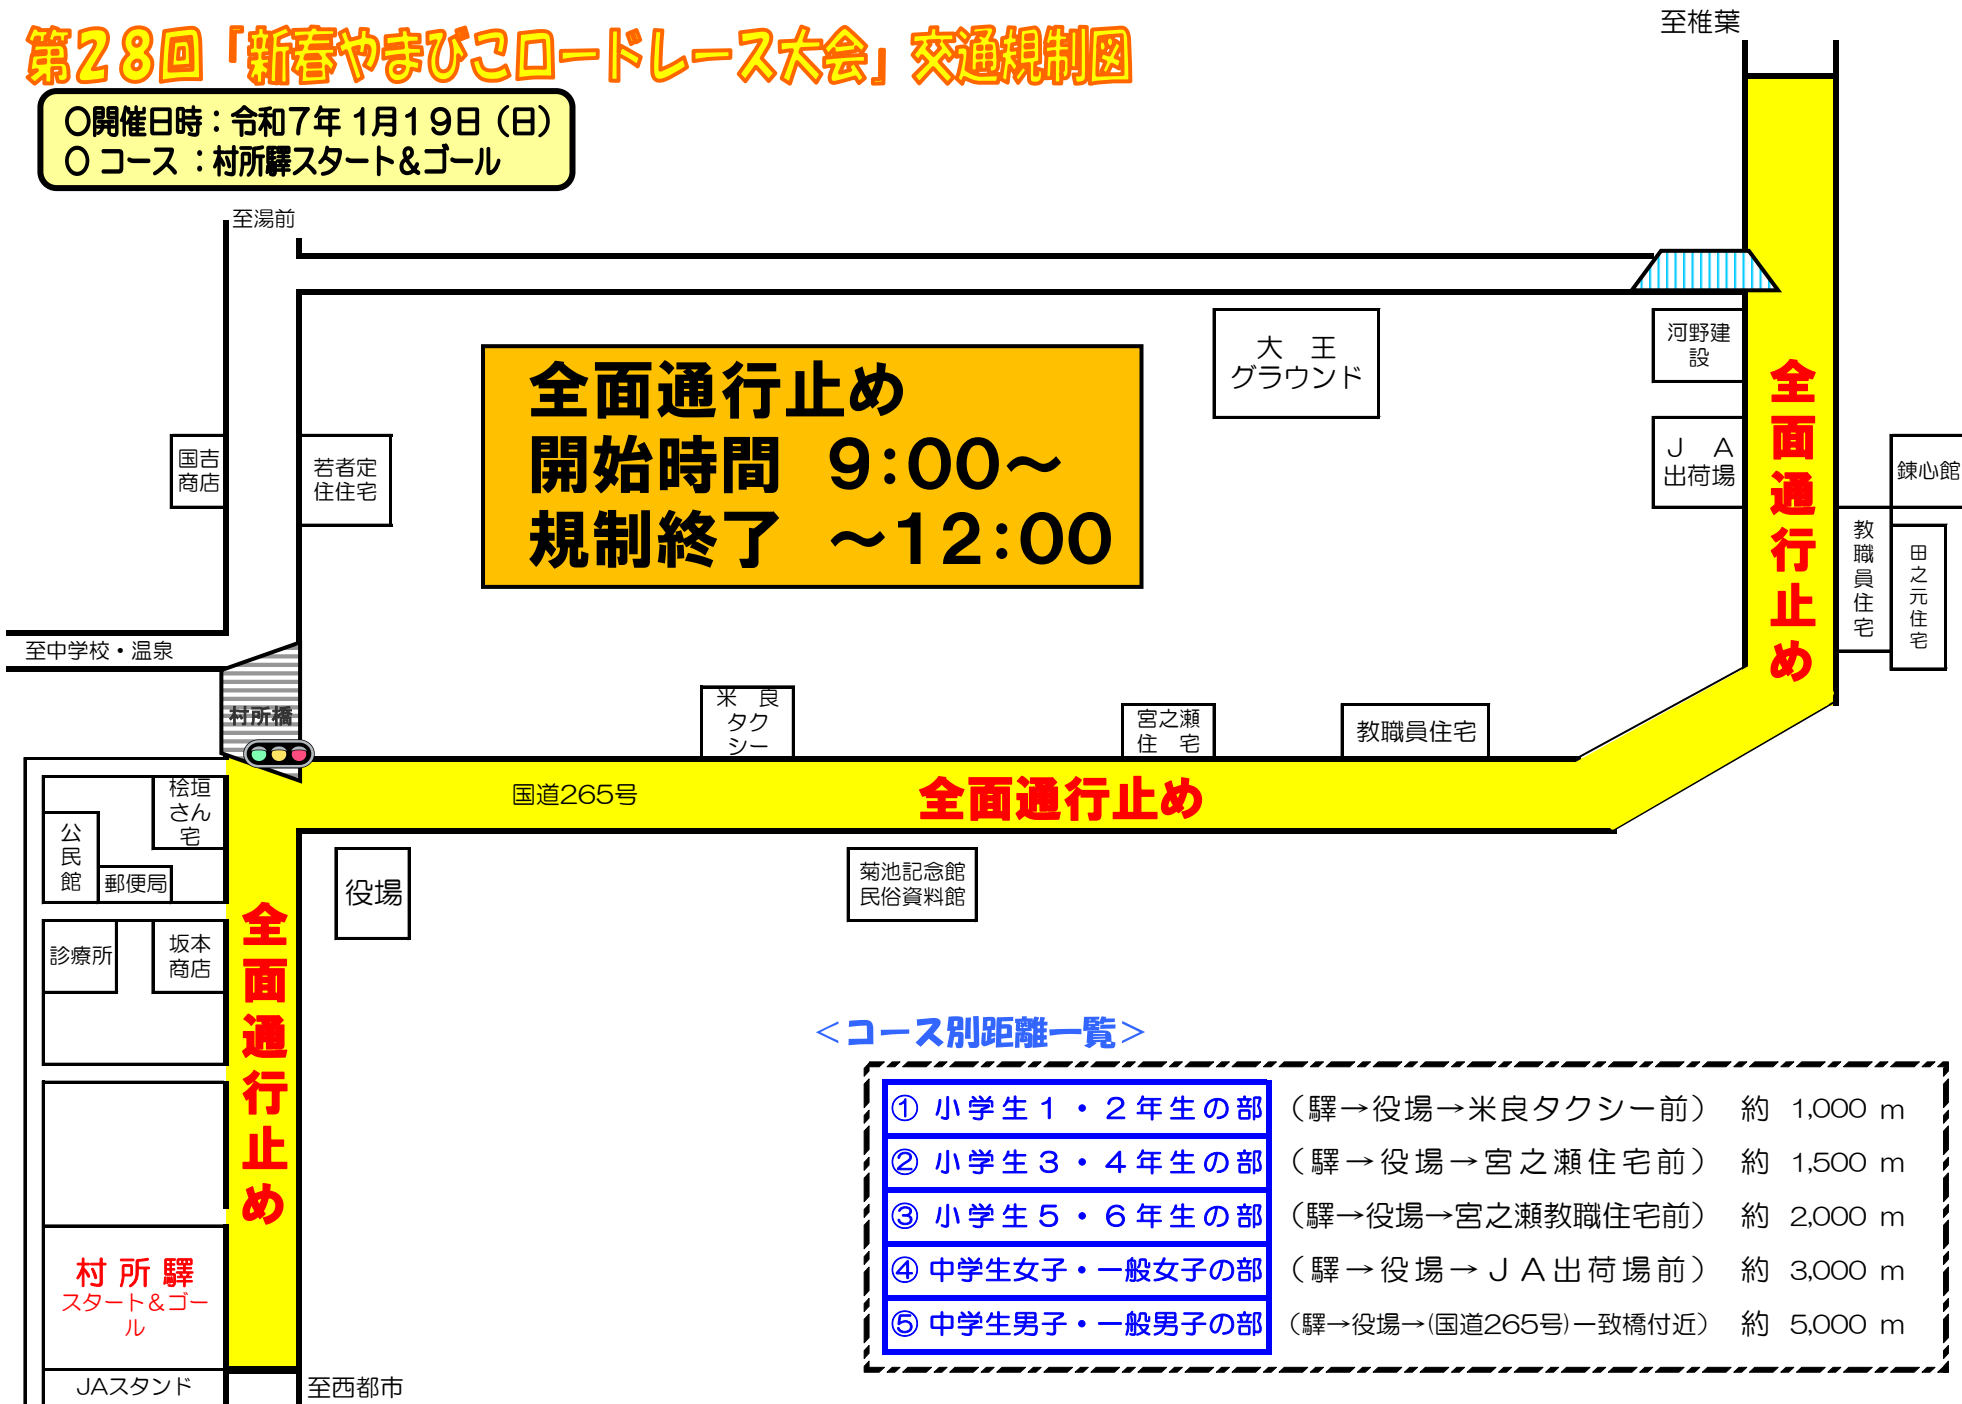 第２８回「新春やまびこロードレース大会」交通規制図
〇開催日時：令和７年１月１９日（日）
〇 コース ：村所驛スタート＆ゴール
至椎葉
至湯前
全面通行止め
開始時間　９：００～
規制終了　～１２：００
大　王
グラウンド
河野建
設
Ｊ　Ａ
出荷場
全面通行止め
錬心館
教職員住宅
田之元住宅
国吉
商店
若者定
住住宅
至中学校・温泉
村所橋
米　良
タク
シー
宮之瀬
住　宅
教職員住宅
国道265号
全面通行止め
桧垣
さん
宅
公民館
郵便局
役場
菊池記念館
民俗資料館
診療所
坂本
商店
全面通行止め
村所驛
スタート＆ゴー
ル
JAスタンド
至西都市
＜コース別距離一覧＞
① 小学生１・２年生の部 （驛→役場→米良タクシー前） 約 1,000 ｍ
② 小学生３・４年生の部 （驛→役場→宮之瀬住宅前） 約 1,500 ｍ
③ 小学生５・６年生の部 （驛→役場→宮之瀬教職住宅前） 約 2,000 ｍ
④ 中学生女子・一般女子の部 （驛→役場→ＪＡ出荷場前） 約 3,000 ｍ
⑤ 中学生男子・一般男子の部 （驛→役場→(国道265号)一致橋付近） 約 5,000 ｍ